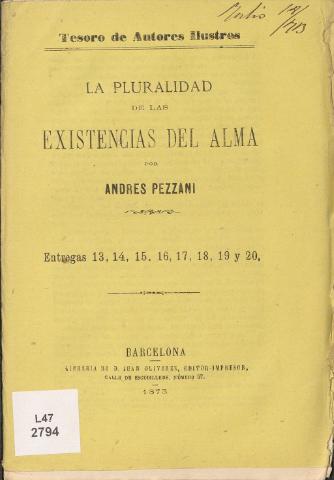 Tesoro de Autores Ilustres
LA PLURALIDAD
DE LAS
EXISTENCIAS DEL ALMA
POR
ANDRES PEZZANI
Entregas 13, 14, 15, 16, 17, 18, 19 y 20.
BARCELONA
LIBRERIA DE D. JUAN OLIVERES, EDITOR-IMPRESOR,
CALLE DE ESCUDILLERS, NÚMERO 57.
1873
L47
2794